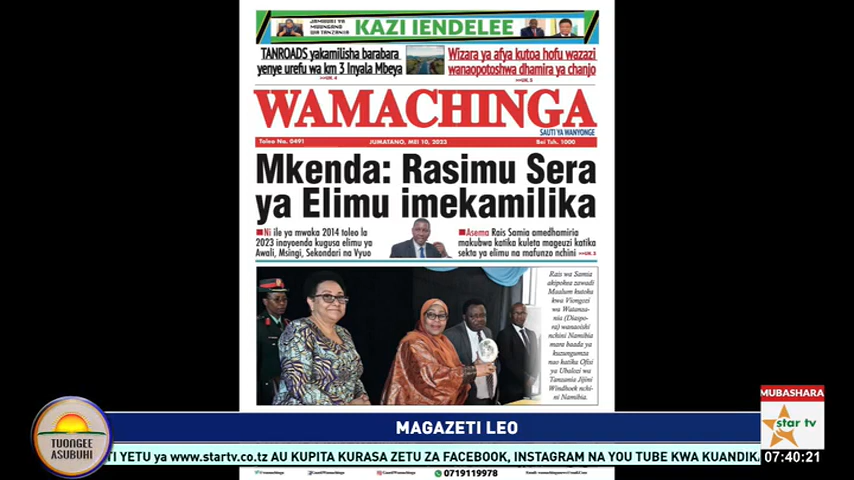 JAMHURI YA
MUUNGANO
WA TANZANIA
KAZI IENDELEE
TANROADS yakamilisha barabara
yenye urefu wa km 3 Inyala Mbeya
Wizara ya afya kutoa hofu wazazi
wanaopotoshwa dhamira ya chanjo
WAMACHINGA
SAUTI YA WANYONGE
Toleo No. 0491
JUMATANO, MEI 10, 2023
Bei Tsh. 1000
Mkenda: Rasimu Sera
ya Elimu imekamilika
Ni ile ya mwaka 2014 toleo la
2023 inayoenda kugusa elimu ya
Awali, Msingi, Sekondari na Vyuo
Asema Rais Samia amedhamiria
makubwa katika kuleta mageuzi katika
sekta ya elimu na mafunzo nchini
Rais wa Samia
akipokea zawadi
Maalum kutoka
kwa Viongozi
wa Watanza-
nia (Diaspo-
ra) wanaoishi
nchini Namibia
mara baada ya
kuzungumza
nao katika Ofisi
ya Ubalozi wa
Tanzania Jijini
Windhoek nchi-
ni Namibia.
MUBASHARA
star tv
07:40:21
MAGAZETI LEO
TUONGEE
ASUBUHI
TI YETU ya www.startv.co.tz AU KUPITA KURASA ZETU ZA FACEBOOK, INSTAGRAM NA YOU TUBE KWA KUANDIKA
0719119978